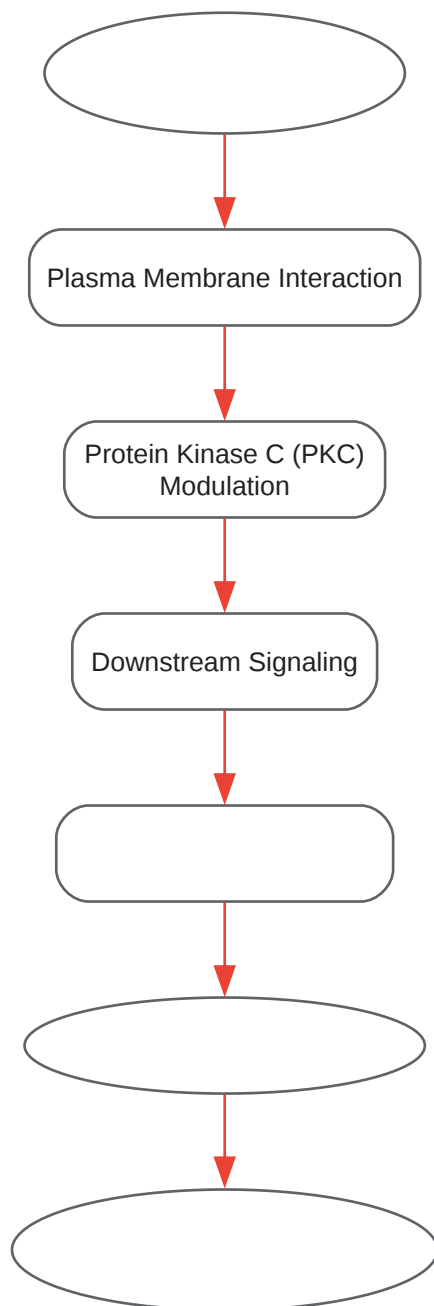 Plasma Membrane Interaction
Protein Kinase C (PKC)
Modulation
Downstream Signaling